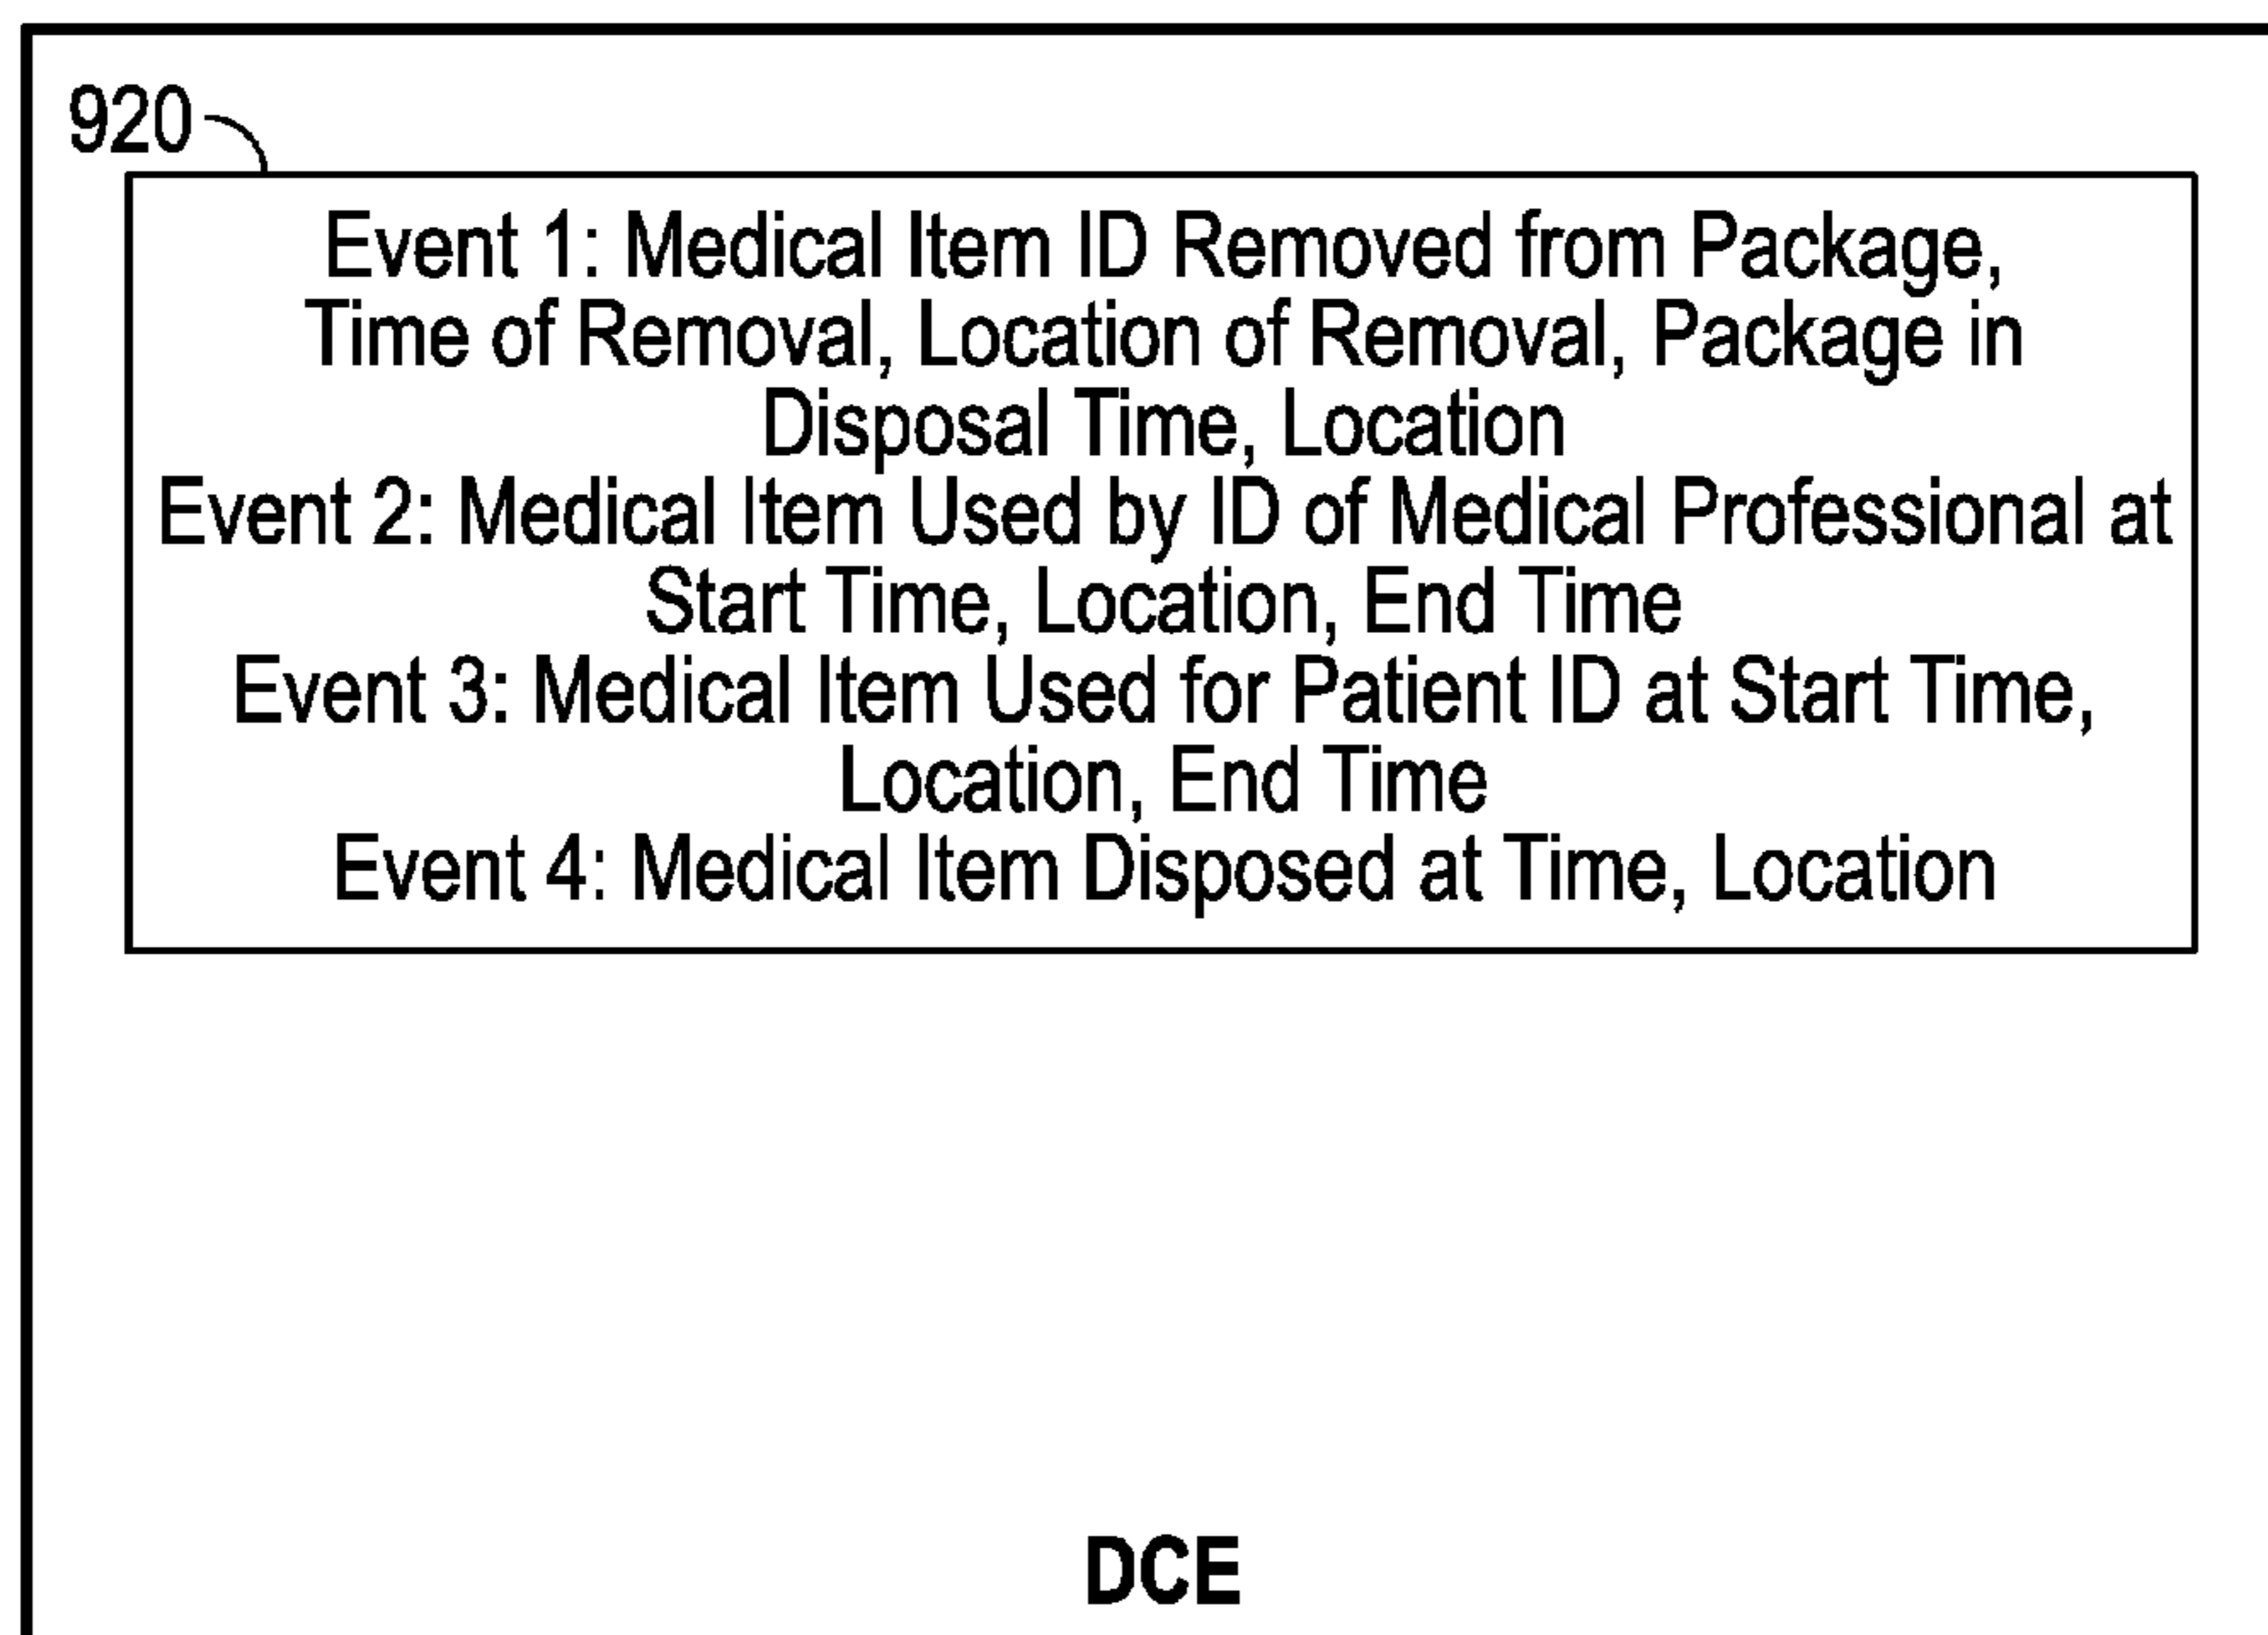 920
Event 1: Medical Item ID Removed from Package,
Time of Removal, Location of Removal, Package in
Disposal Time, Location
Event 2: Medical Item Used by ID of Medical Professional at
Start Time, Location, End Time
Event 3: Medical Item Used for Patient ID at Start Time,
Location, End Time
Event 4: Medical Item Disposed at Time, Location
DCE